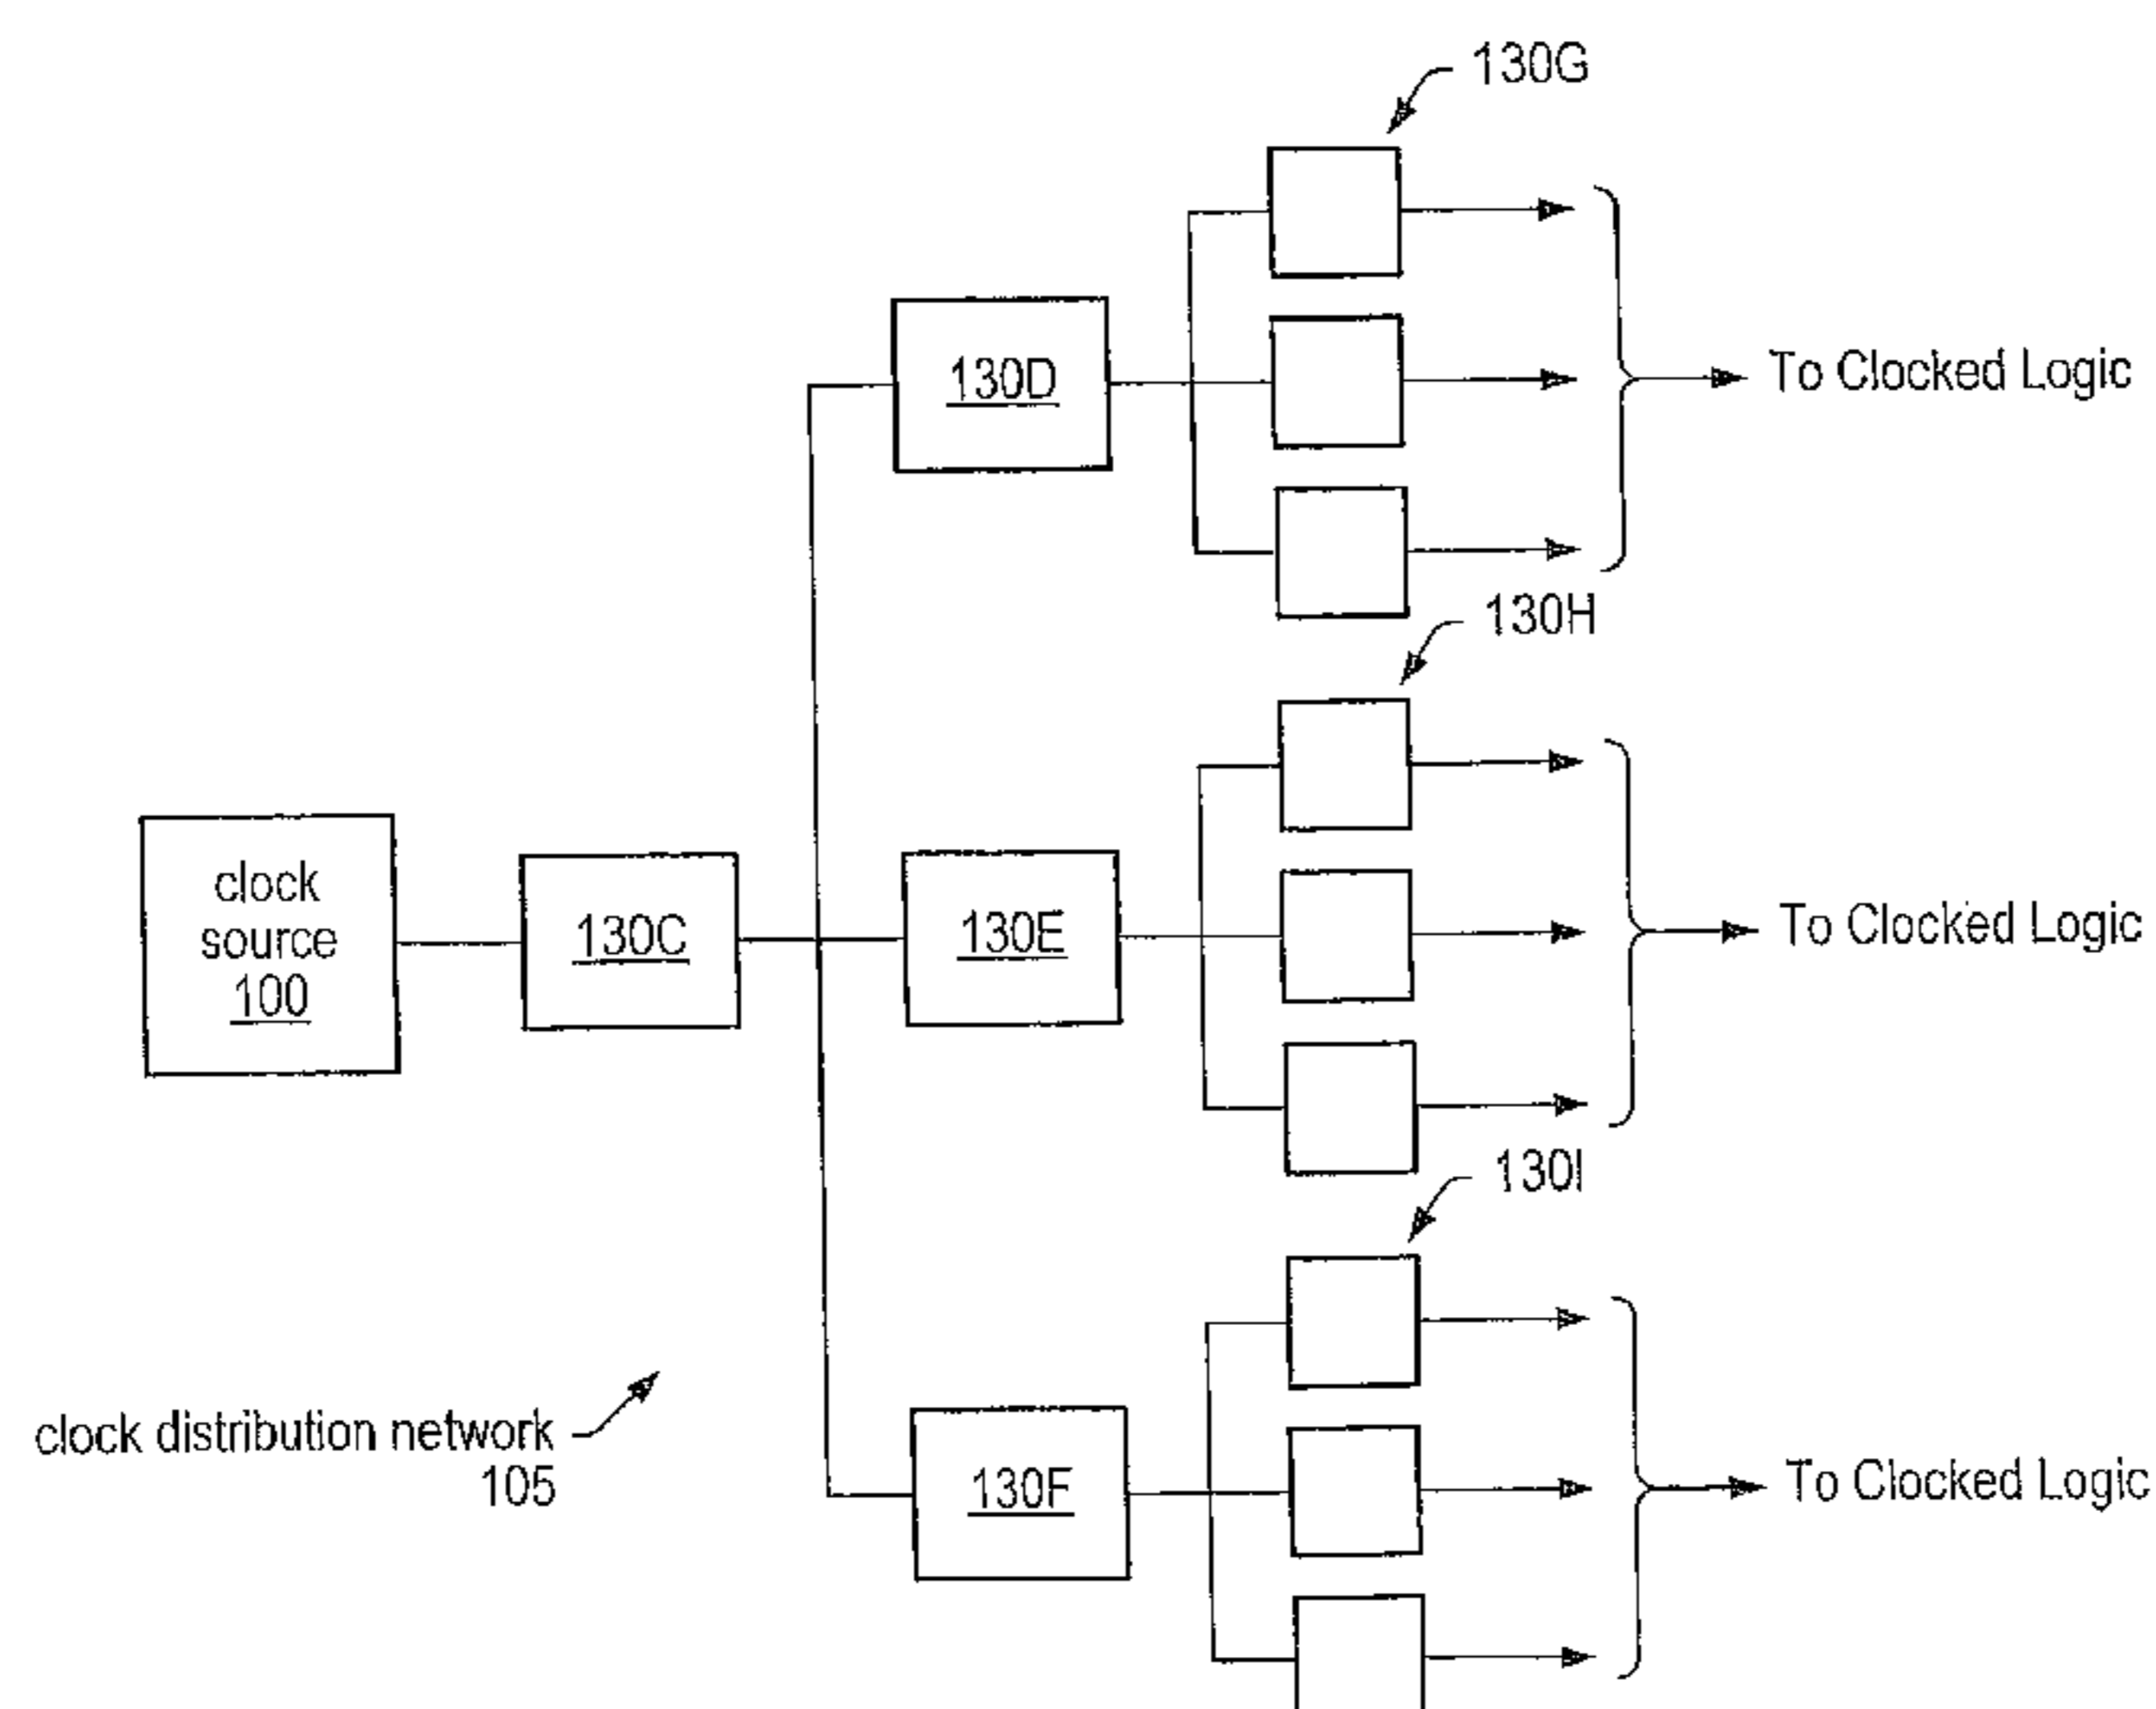 130G
130D
To Clocked Logic
130H
clock
source
100
130C
130E
To Clocked Logic
130I
clock distribution network
105
130F
To Clocked Logic